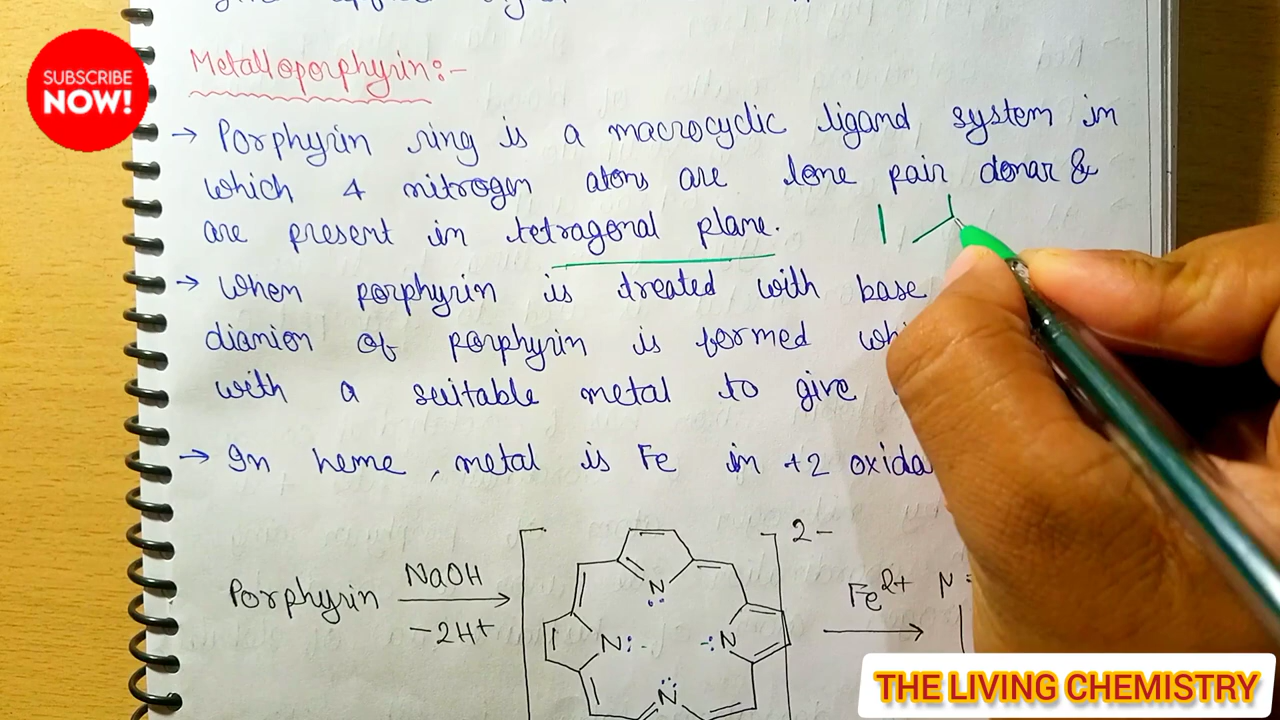 SUBSCRIBE
NOW!
Metalloporphyrin:-
→ Porphyrin ring is a macrocyclic ligand system in
which 4 nitrogen atoms are lone pair donar &
are present in tetragonal plane.
→ When porphyrin is treated with base
dianion of porphyrin is formed
with a suitable metal to give
→ In heme, metal is Fe in +2
Porphyrin NaOH
-2H+
2-
N
N:
:N
N
Fe2+
N
THE LIVING CHEMISTRY